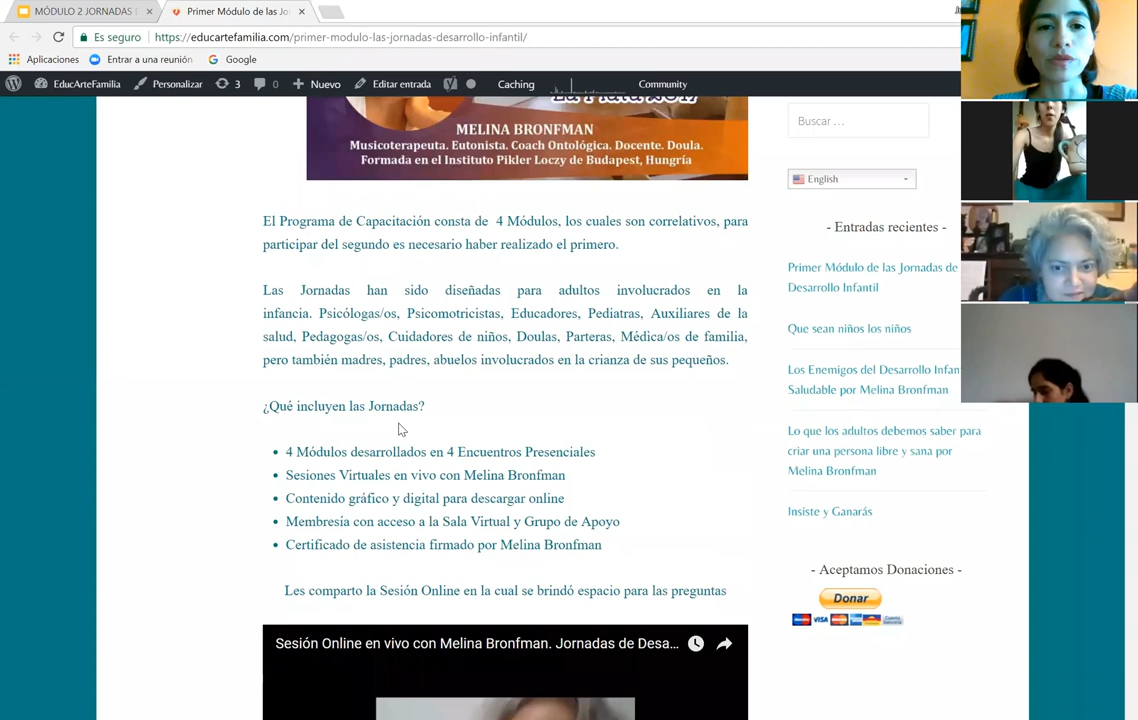 MÓDULO 2 JORNADAS
Primer Módulo de las Jo
Es seguro
https://educartefamilia.com/primer-modulo-las-jornadas-desarrollo-infantil/
Aplicaciones
Entrar a una reunión
Google
EducArteFamilia
Personalizar
3
0
Nuevo
Editar entrada
Caching
Community
La Plata 2017
MELINA BRONFMAN
Musicoterapeuta. Eutonista. Coach Ontológica. Docente. Doula.
Formada en el Instituto Pikler Loczy de Budapest, Hungría
El Programa de Capacitación consta de 4 Módulos, los cuales son correlativos, para
participar del segundo es necesario haber realizado el primero.
Las Jornadas han sido diseñadas para adultos involucrados en la
infancia. Psicólogas/os, Psicomotricistas, Educadores, Pediatras, Auxiliares de la
salud, Pedagogas/os, Cuidadores de niños, Doulas, Parteras, Médica/os de familia,
pero también madres, padres, abuelos involucrados en la crianza de sus pequeños.
¿Qué incluyen las Jornadas?
• 4 Módulos desarrollados en 4 Encuentros Presenciales
• Sesiones Virtuales en vivo con Melina Bronfman
• Contenido gráfico y digital para descargar online
• Membresía con acceso a la Sala Virtual y Grupo de Apoyo
• Certificado de asistencia firmado por Melina Bronfman
Les comparto la Sesión Online en la cual se brindó espacio para las preguntas
Sesión Online en vivo con Melina Bronfman. Jornadas de Desa...
Buscar …
English
- Entradas recientes -
Primer Módulo de las Jornadas de
Desarrollo Infantil
Que sean niños los niños
Los Enemigos del Desarrollo Infan
Saludable por Melina Bronfman
Lo que los adultos debemos saber para
criar una persona libre y sana por
Melina Bronfman
Insiste y Ganarás
- Aceptamos Donaciones -
Donar
VISA